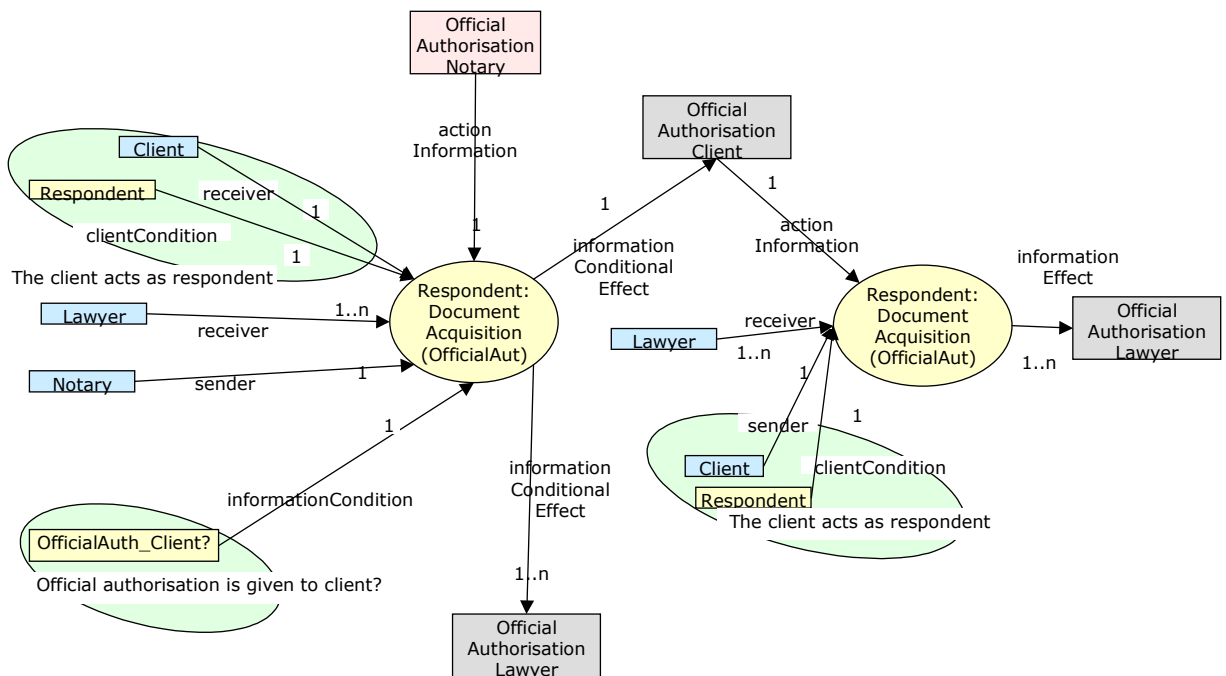 Official
Authorisation
Notary
action
Information
1
Client
Respondent
receiver
1
clientCondition
1
The client acts as respondent
Lawyer
receiver
1..n
Notary
sender
1
Respondent:
Document
Acquisition
(OfficialAut)
informationCondition
1
OfficialAuth_Client?
Official authorisation is given to client?
information
Conditional
Effect
1
Official
Authorisation
Client
information
Conditional
Effect
1..n
Official
Authorisation
Lawyer
1
action
Information
Respondent:
Document
Acquisition
(OfficialAut)
Lawyer
receiver
1..n
1
sender
Client
1
clientCondition
Respondent
The client acts as respondent
information
Effect
1..n
Official
Authorisation
Lawyer